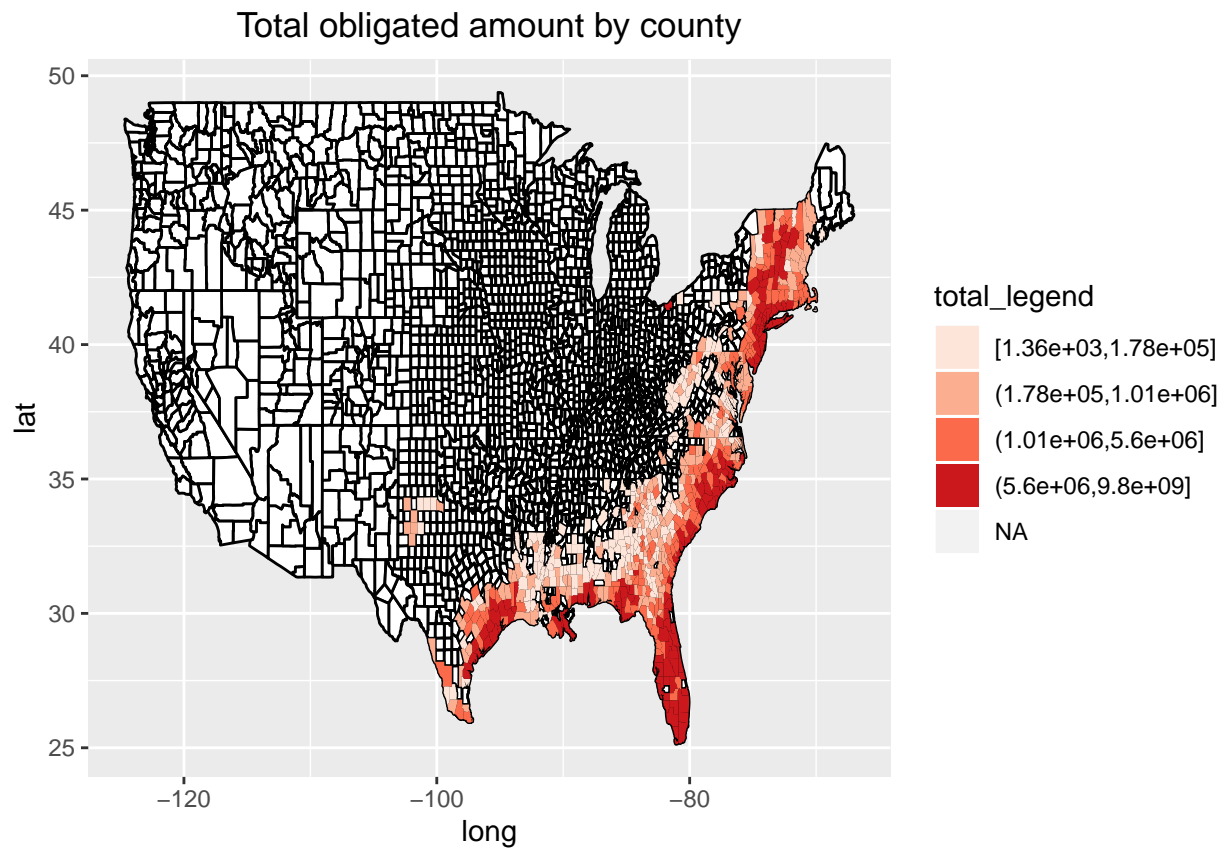 Total obligated amount by county
50
45
40
35
30
25
lat
−120
−100
−80
long
total_legend
[1.36e+03,1.78e+05]
(1.78e+05,1.01e+06]
(1.01e+06,5.6e+06]
(5.6e+06,9.8e+09]
NA